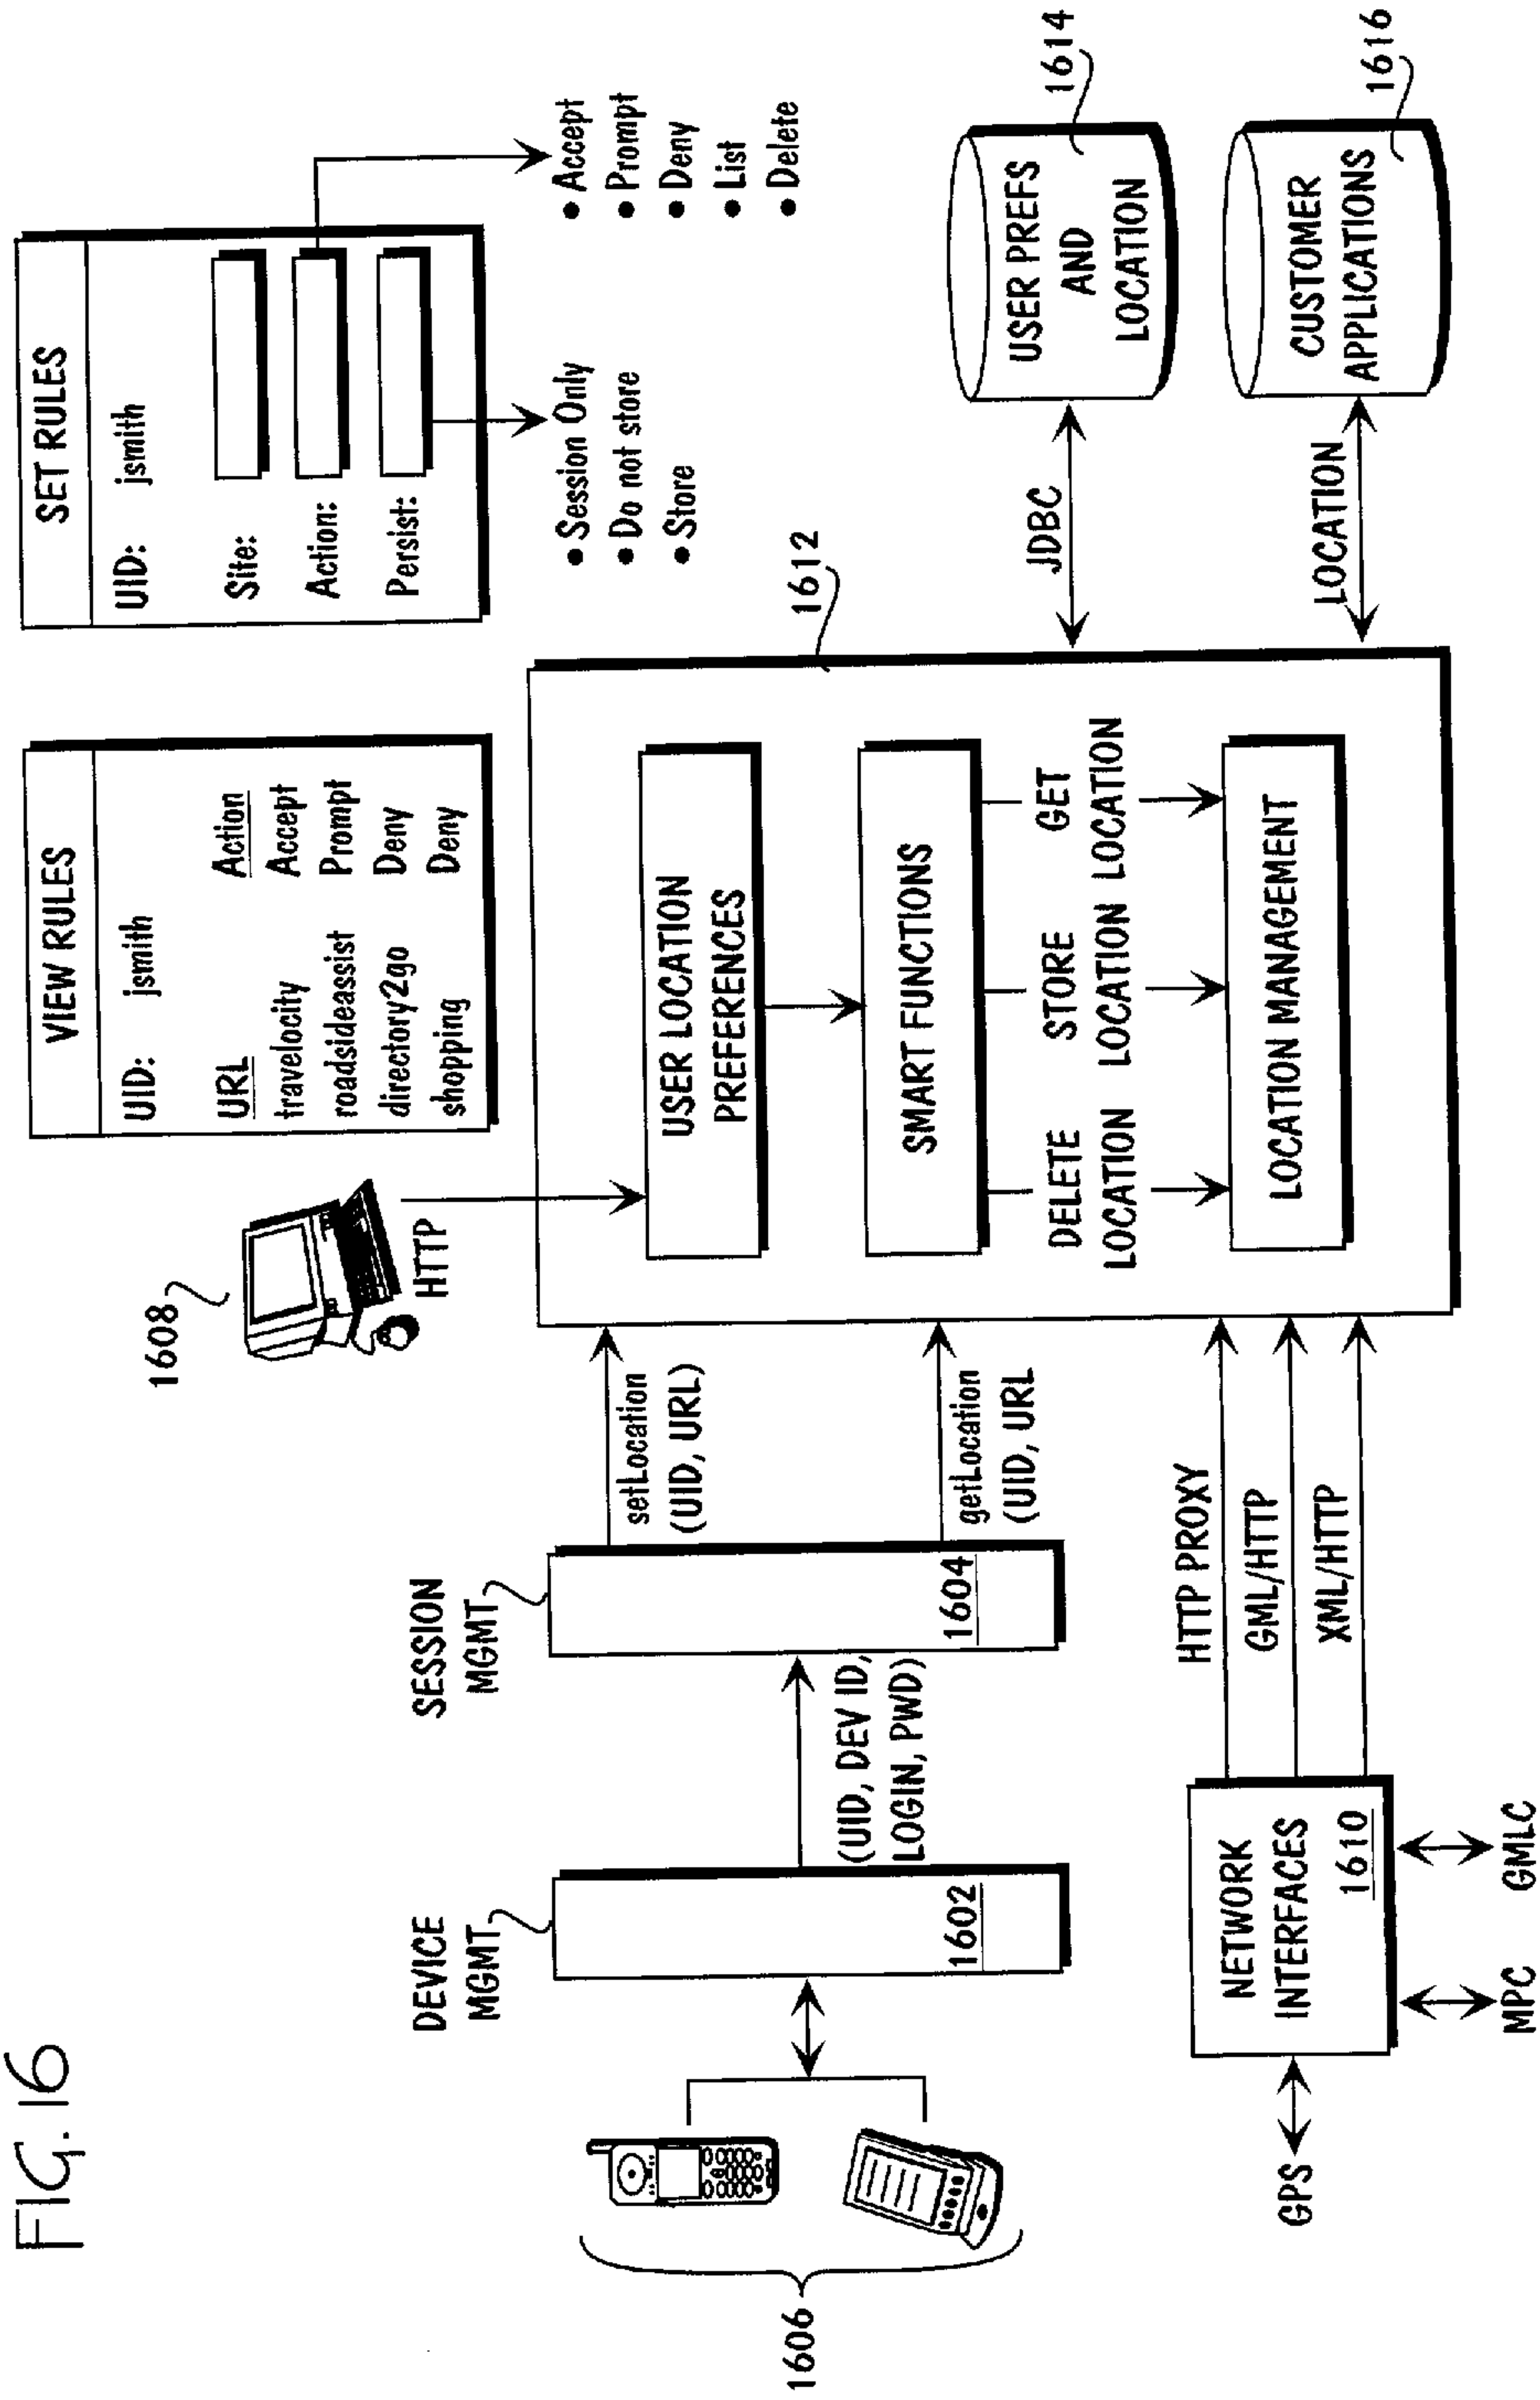 FIG. 16
VIEW RULES
UID: jsmith
URL Action
travelocity Accept
roadsideassist Prompt
directory2go Deny
shopping Deny
SET RULES
UID: jsmith
Site:
Action:
Persist:
• Accept
• Prompt
• Deny
• List
• Delete
• Session Only
• Do not store
• Store
1608
HTTP
1606
DEVICE
MGMT
1602
(UID, DEV ID,
LOGIN, PWD)
SESSION
MGMT
1604
setLocation
(UID, URL)
getLocation
(UID, URL
1612
USER LOCATION
PREFERENCES
SMART FUNCTIONS
DELETE
LOCATION
STORE
LOCATION
GET
LOCATION
LOCATION MANAGEMENT
JDBC
USER PREFS
AND
LOCATION
1614
LOCATION
CUSTOMER
APPLICATIONS
1616
HTTP PROXY
GML/HTTP
XML/HTTP
NETWORK
INTERFACES
1610
GPS
MPC
GMLC